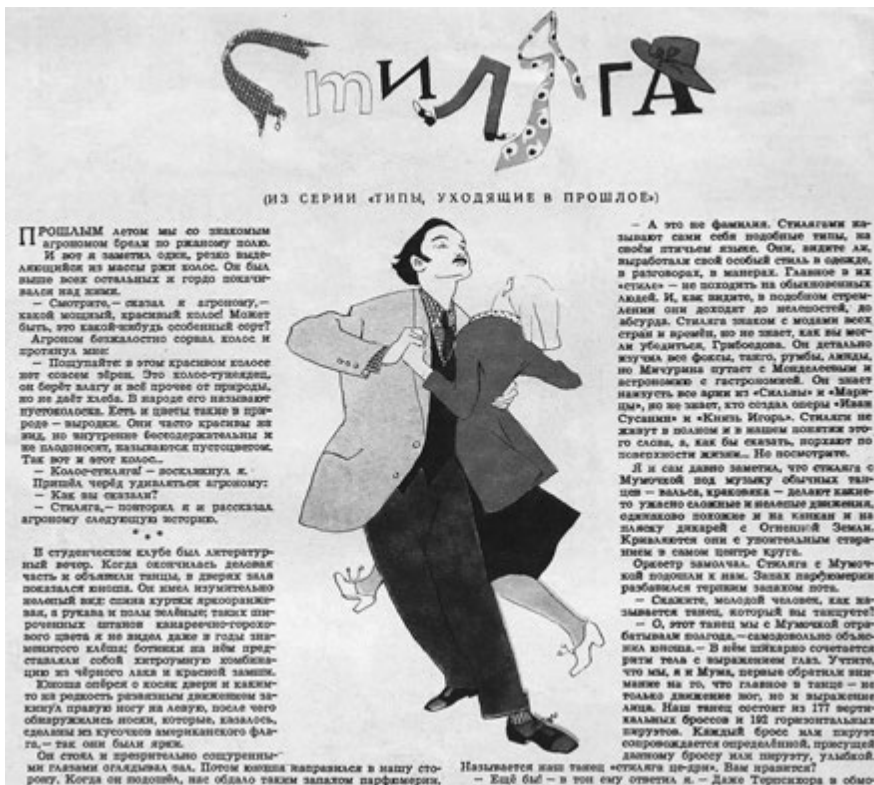 Стиляга
(ИЗ СЕРИИ «ТИПЫ, УХОДЯЩИЕ В ПРОШЛОЕ»)
ПРОШЛЫМ летом мы со знакомым
агрономом брели по ржаному полю.
И вот я заметил один, резко выде-
ляющийся из массы ржи колос. Он был
выше всех остальных и гордо покачи-
вался над ними.
— Смотрите,— сказал я агроному,—
какой мощный, красивый колос! Может
быть, это какой-нибудь особенный сорт?
Агроном безжалостно сорвал колос и
протянул мне:
— Пощупайте: в этом красивом колосе
нет совсем зёрен. Это колос-тунеядец,
он берёт влагу и всё прочее от природы,
но не даёт хлеба. В народе его называют
пустоколоска. Есть и цветы такие в при-
роде — выродки. Они часто красивы на
вид, но внутренне бессодержательны и
не плодоносят, называются пустоцветом.
Так вот и этот колос...
— Колос-стиляга! — воскликнул я.
Пришёл черёд удивляться агроному:
— Как вы сказали?
— Стиляга,— повторил я и рассказал
агроному следующую историю.
* * *
В студенческом клубе был литератур-
ный вечер. Когда окончилась деловая
часть и объявили танцы, в дверях зала
показался юноша. Он имел изумительно
нелепый вид: спина куртки яркооранже-
вая, а рукава и полы зелёные; таких ши-
роченных штанов канареечно-горохо-
вого цвета я не видел даже в годы зна-
менитого клёша; ботинки на нём пред-
ставляли собой хитроумную комбина-
цию из чёрного лака и красной замши.
Юноша опёрся о косяк двери и каким-
то на редкость развязным движением за-
кинул правую ногу на левую, после чего
обнаружились носки, которые, казалось,
сделаны из кусочков американского фла-
га,— так они были ярки.
Он стоял и презрительно сощуренны-
ми глазами оглядывал зал. Потом юноша направился в нашу сто-
рону. Когда он подошёл, нас обдало таким запахом парфюмерии,
— А это не фамилия. Стилягами на-
зывают сами себя подобные типы, на
своём птичьем языке. Они, видите ли,
выработали свой особый стиль в одежде,
в разговорах, в манерах. Главное в их
«стиле» — не походить на обыкновенных
людей. И, как видите, в подобном стрем-
лении они доходят до нелепостей, до
абсурда. Стиляга знаком с модами всех
стран и времён, но не знает, как вы мог-
ли убедиться, Грибоедова. Он детально
изучил все фоксы, танго, румбы, линды,
но Мичурина путает с Менделеевым и
астрономию с гастрономией. Он знает
наизусть все арии из «Сильвы» и «Мари-
цы», но не знает, кто создал оперы «Иван
Сусанин» и «Князь Игорь». Стиляги не
живут в полном и в нашем понятии это-
го слова, а, как бы сказать, порхают по
поверхности жизни... Но посмотрите.
Я и сам давно заметил, что стиляга с
Мумочкой под музыку обычных тан-
цев — вальса, краковяка — делают какие-
то ужасно сложные и нелепые движения,
одинаково похожие и на канкан и на
пляску дикарей с Огненной Земли.
Кривляются они с упоительным стара-
нием в самом центре круга.
Оркестр замолчал. Стиляга с Мумоч-
кой подошли к нам. Запах парфюмерии
разбавился терпким запахом пота.
— Скажите, молодой человек, как на-
зывается танец, который вы танцуете?
— О, этот танец мы с Мумочкой отра-
батывали полгода,— самодовольно объяс-
нил юноша.— В нём шикарно сочетается
ритм тела с выражением глаз. Учтите,
что мы, я и Мума, первые обратили вни-
мание на то, что главное в танце — не
только движение ног, но и выражение
лица. Наш танец состоит из 177 верти-
кальных броссов и 192 горизонтальных
пируэтов. Каждый бросс или пируэт
сопровождается определённой, присущей
данному броссу или пируэту, улыбкой.
Называется наш танец «стиляга це-дри». Вам нравится?
— Ещё бы! — в тон ему ответил я.— Даже Терпсихора в обмо-